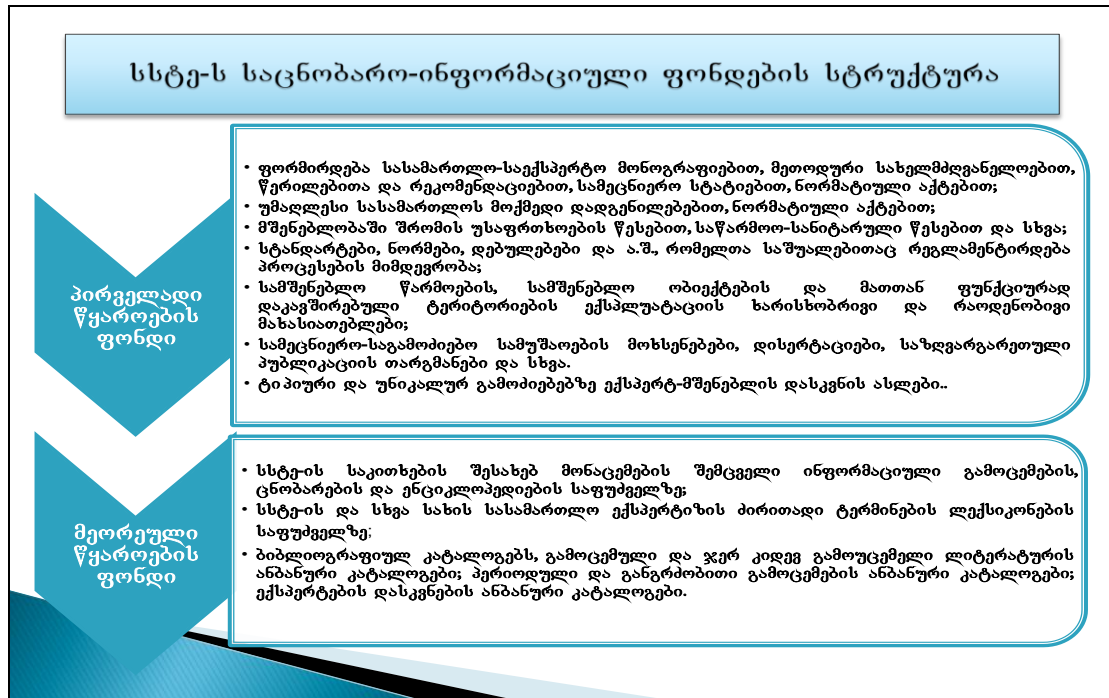 სსტე-ს საცნობარო-ინფორმაციული ფონდების სტრუქტურა
პირველადი
წყაროების
ფონდი
• ფორმირდება სასამართლო-საექსპერტო მონოგრაფიებით, მეთოდური სახელმძღვანელოებით,
წერილებითა და რეკომენდაციებით, სამეცნიერო სტატიებით, ნორმატიული აქტებით;
• უმაღლესი სასამართლოს მოქმედი დადგენილებებით, ნორმატიული აქტებით;
• მშენებლობაში შრომის უსაფრთხოების წესებით, საწარმოო-სანიტარული წესებით და სხვა;
• სტანდარტები, ნორმები, დებულებები და ა.შ., რომელთა საშუალებითაც რეგლამენტირდება
პროცესების მიმდევრობა;
• სამშენებლო წარმოების, სამშენებლო ობიექტების და მათთან ფუნქციურად
დაკავშირებული ტერიტორიების ექსპლუატაციის ხარისხობრივი და რაოდენობივი
მახასიათებლები;
• სამეცნიერო-საგამოძიებო სამუშაოების მოხსენებები, დისერტაციები, საზღვარგარეთული
პუბლიკაციის თარგმანები და სხვა.
• ტიპიური და უნიკალურ გამოძიებებზე ექსპერტ-მშენებლის დასკვნის ასლები..
მეორეული
წყაროების
ფონდი
• სსტე-ის საკითხების შესახებ მონაცემების შემცველი ინფორმაციული გამოცემების,
ცნობარების და ენციკლოპედიების საფუძველზე;
• სსტე-ის და სხვა სახის სასამართლო ექსპერტიზის ძირითადი ტერმინების ლექსიკონების
საფუძველზე;
• ბიბლიოგრაფიულ კატალოგებს, გამოცემული და ჯერ კიდევ გამოუცემელი ლიტერატურის
ანბანური კატალოგები; პერიოდული და განგრძობითი გამოცემების ანბანური კატალოგები;
ექსპერტების დასკვნების ანბანური კატალოგები.